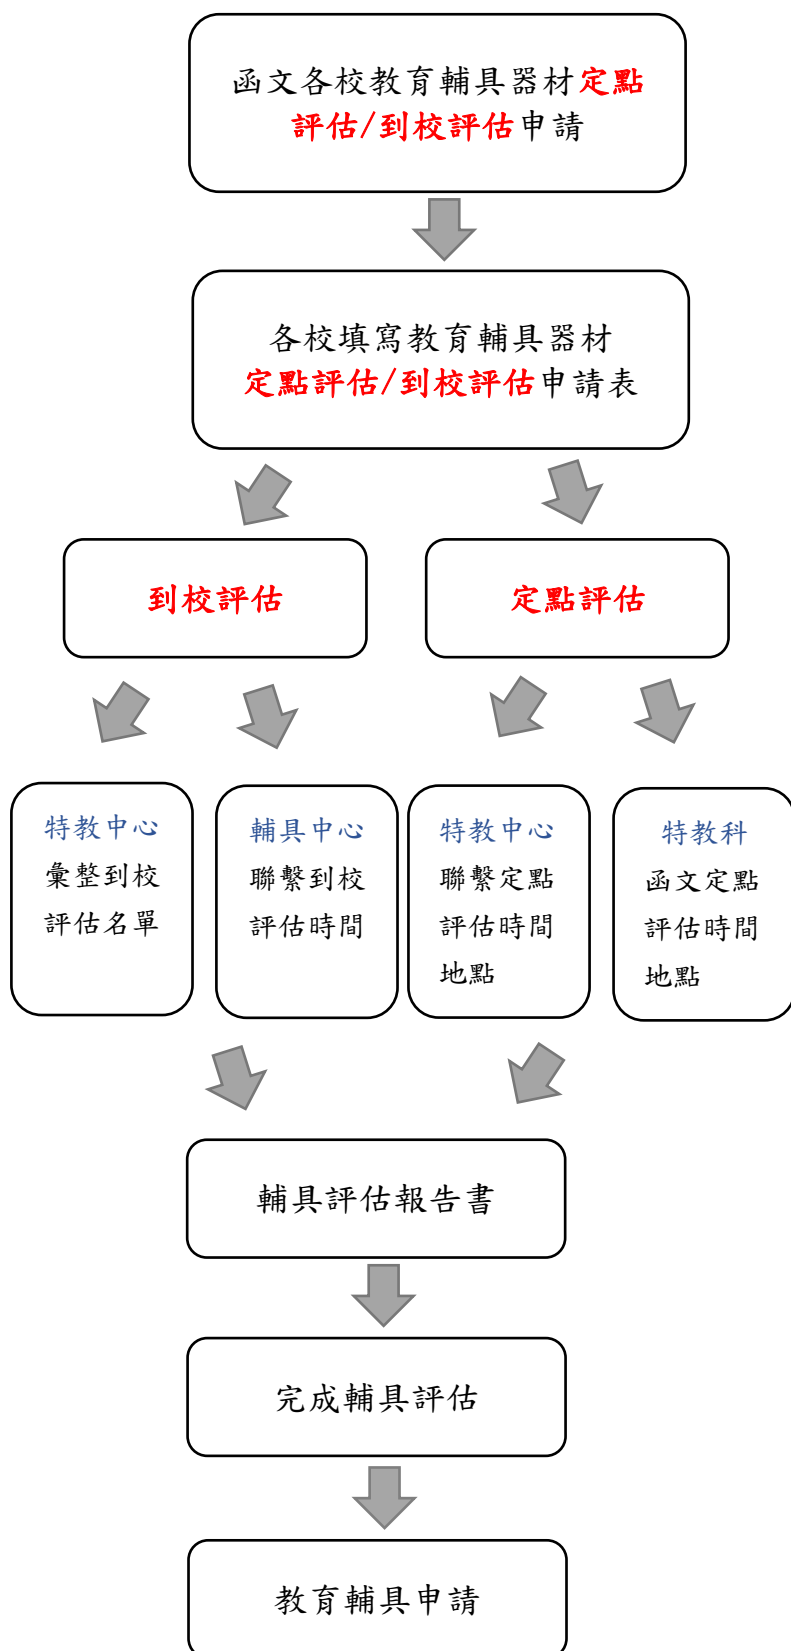 函文各校教育輔具器材定點
評估/到校評估申請
各校填寫教育輔具器材
定點評估/到校評估申請表
到校評估
定點評估
特教中心
彙整到校
評估名單
輔具中心
聯繫到校
評估時間
特教中心
聯繫定點
評估時間
地點
特教科
函文定點
評估時間
地點
輔具評估報告書
完成輔具評估
教育輔具申請